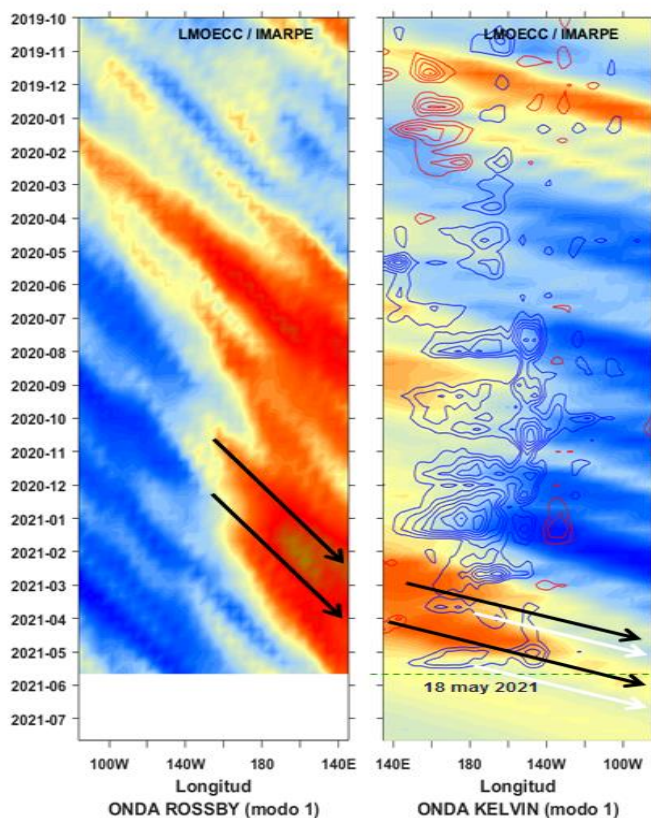 LMOECC / IMARPE
LMOECC / IMARPE
2019-10
2019-11
2019-12
2020-01
2020-02
2020-03
2020-04
2020-05
2020-06
2020-07
2020-08
2020-09
2020-10
2020-11
2020-12
2021-01
2021-02
2021-03
2021-04
2021-05
2021-06
2021-07
18 may 2021
100W 180 140E
140E 180 140W 100W
Longitud
ONDA ROSSBY (modo 1)
Longitud
ONDA KELVIN (modo 1)